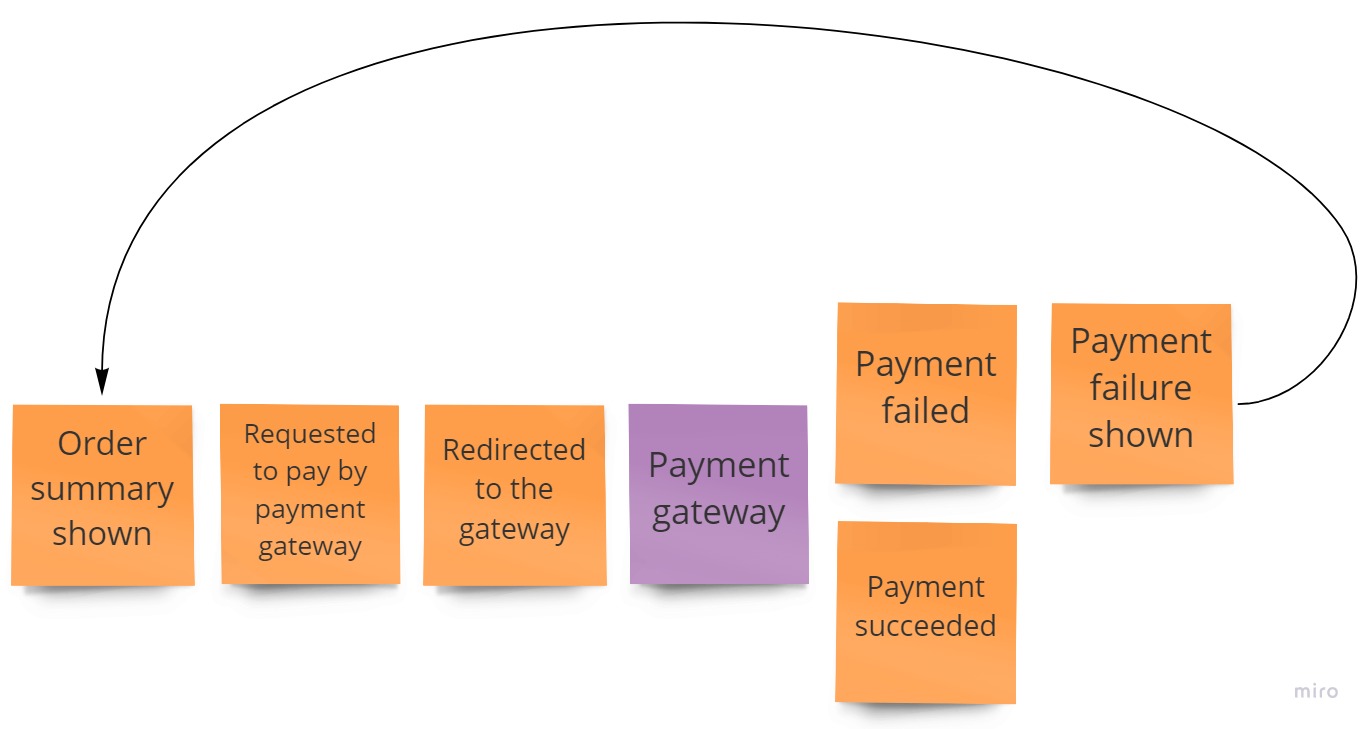 Order
summary
shown
Requested
to pay by
payment
gateway
Redirected
to the
gateway
Payment
gateway
Payment
failed
Payment
failure
shown
Payment
succeeded
miro